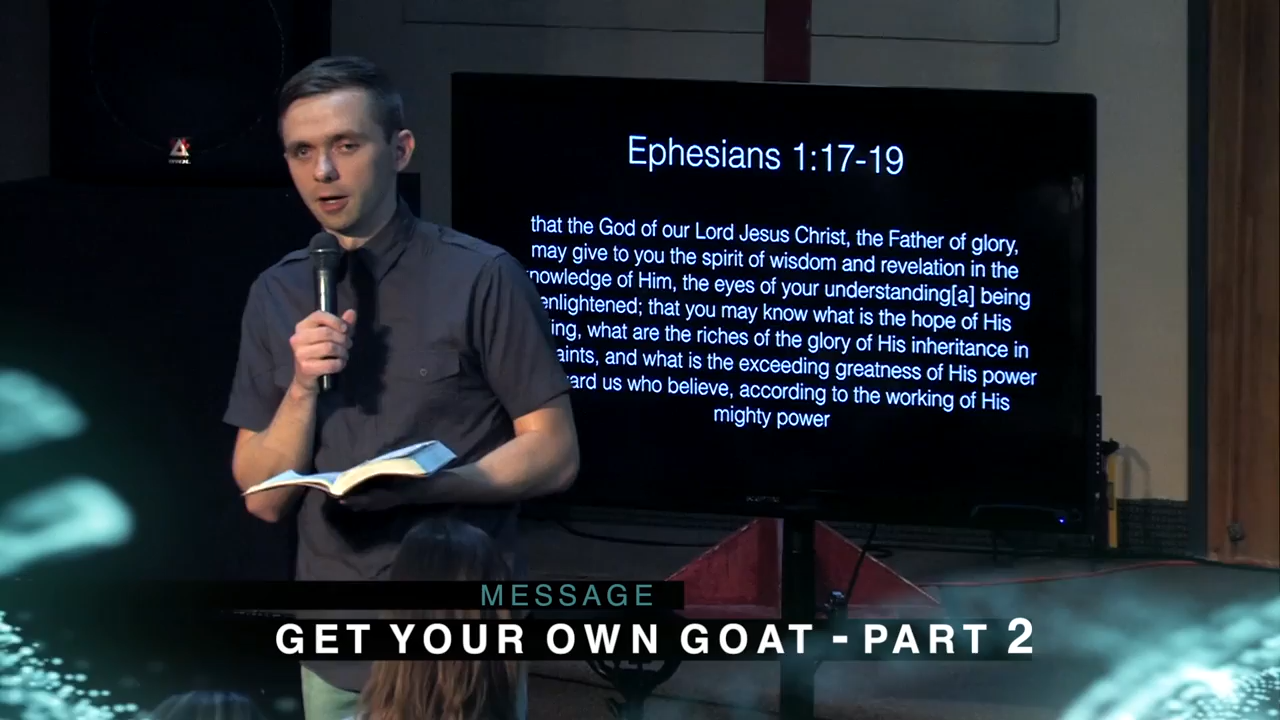 Ephesians 1:17-19
that the God of our Lord Jesus Christ, the Father of glory,
may give to you the spirit of wisdom and revelation in the
nowledge of Him, the eyes of your understanding[a] being
enlightened; that you may know what is the hope of His
ing, what are the riches of the glory of His inheritance in
aints, and what is the exceeding greatness of His power
ard us who believe, according to the working of His
mighty power
MESSAGE
GET YOUR OWN GOAT - PART 2